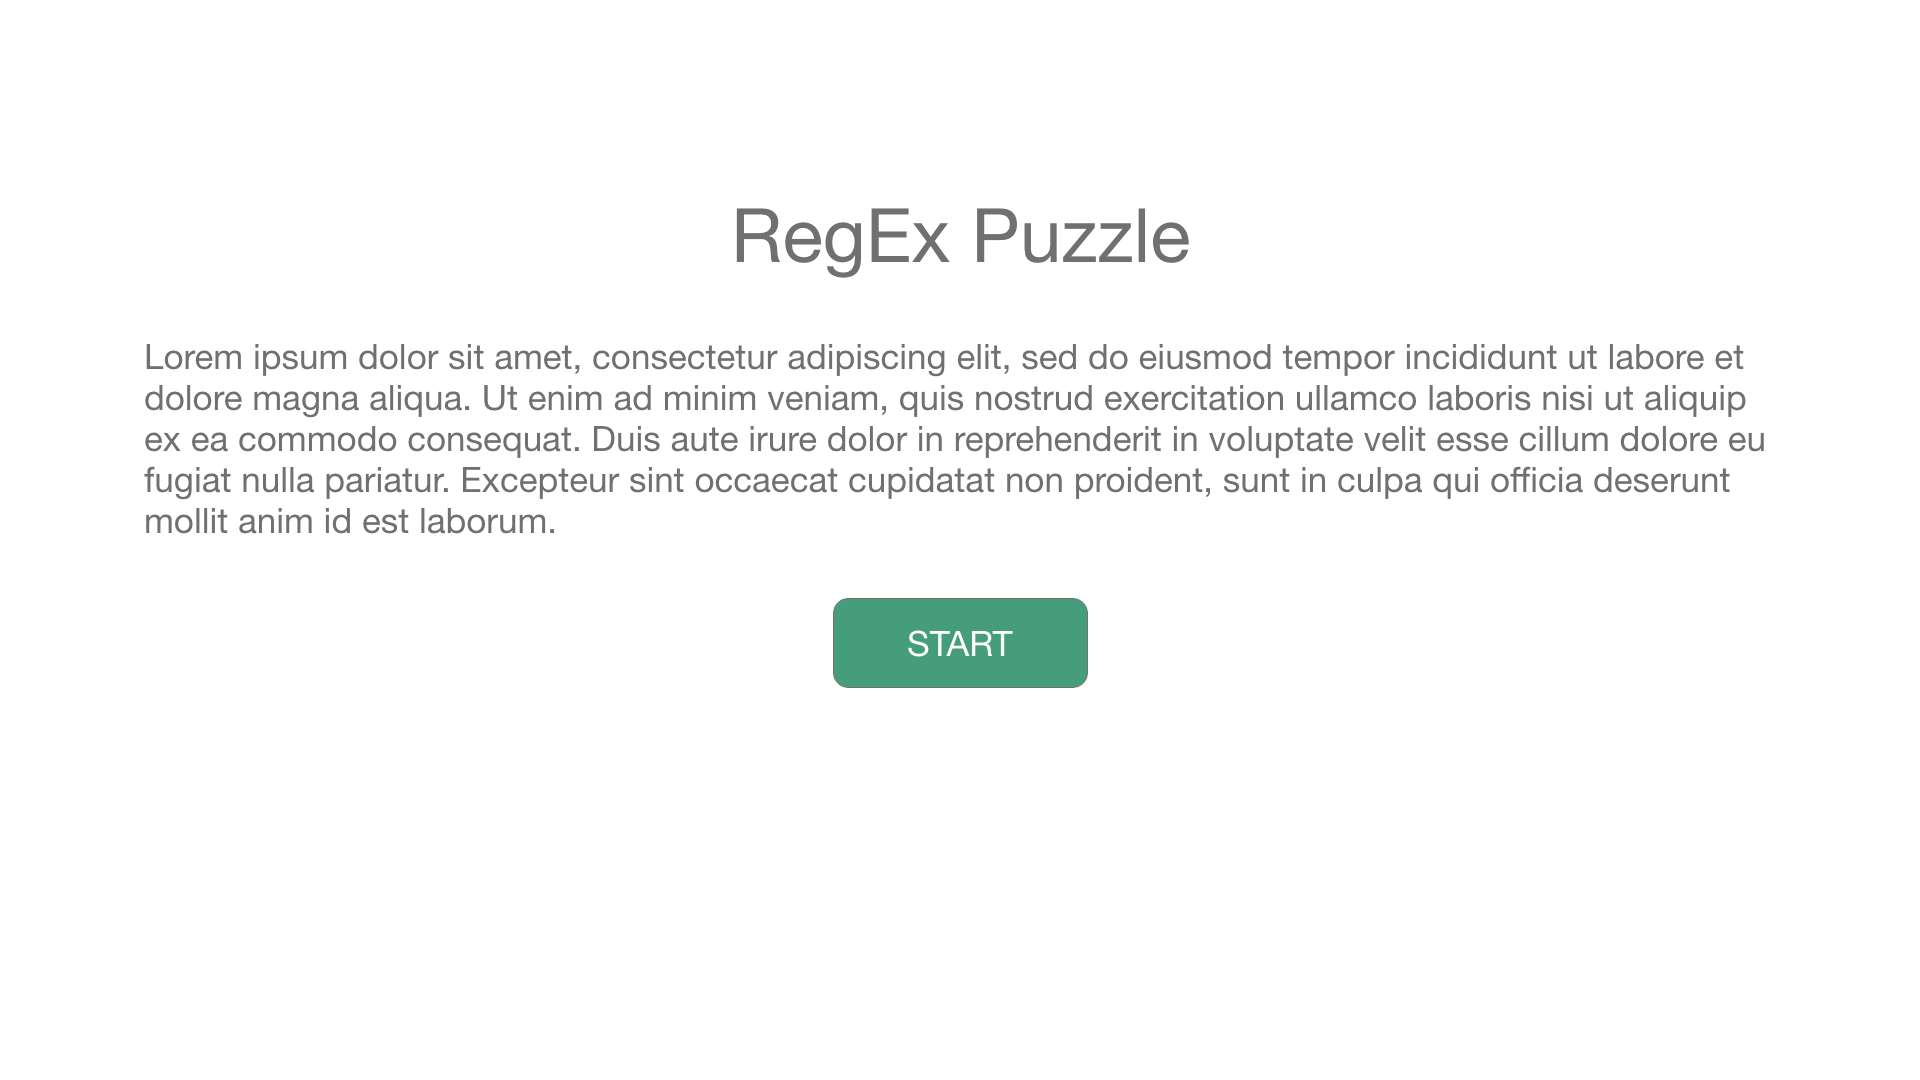 RegEx Puzzle
Lorem ipsum dolor sit amet, consectetur adipiscing elit, sed do eiusmod tempor incididunt ut labore et
dolore magna aliqua. Ut enim ad minim veniam, quis nostrud exercitation ullamco laboris nisi ut aliquip
ex ea commodo consequat. Duis aute irure dolor in reprehenderit in voluptate velit esse cillum dolore eu
fugiat nulla pariatur. Excepteur sint occaecat cupidatat non proident, sunt in culpa qui officia deserunt
mollit anim id est laborum.
START